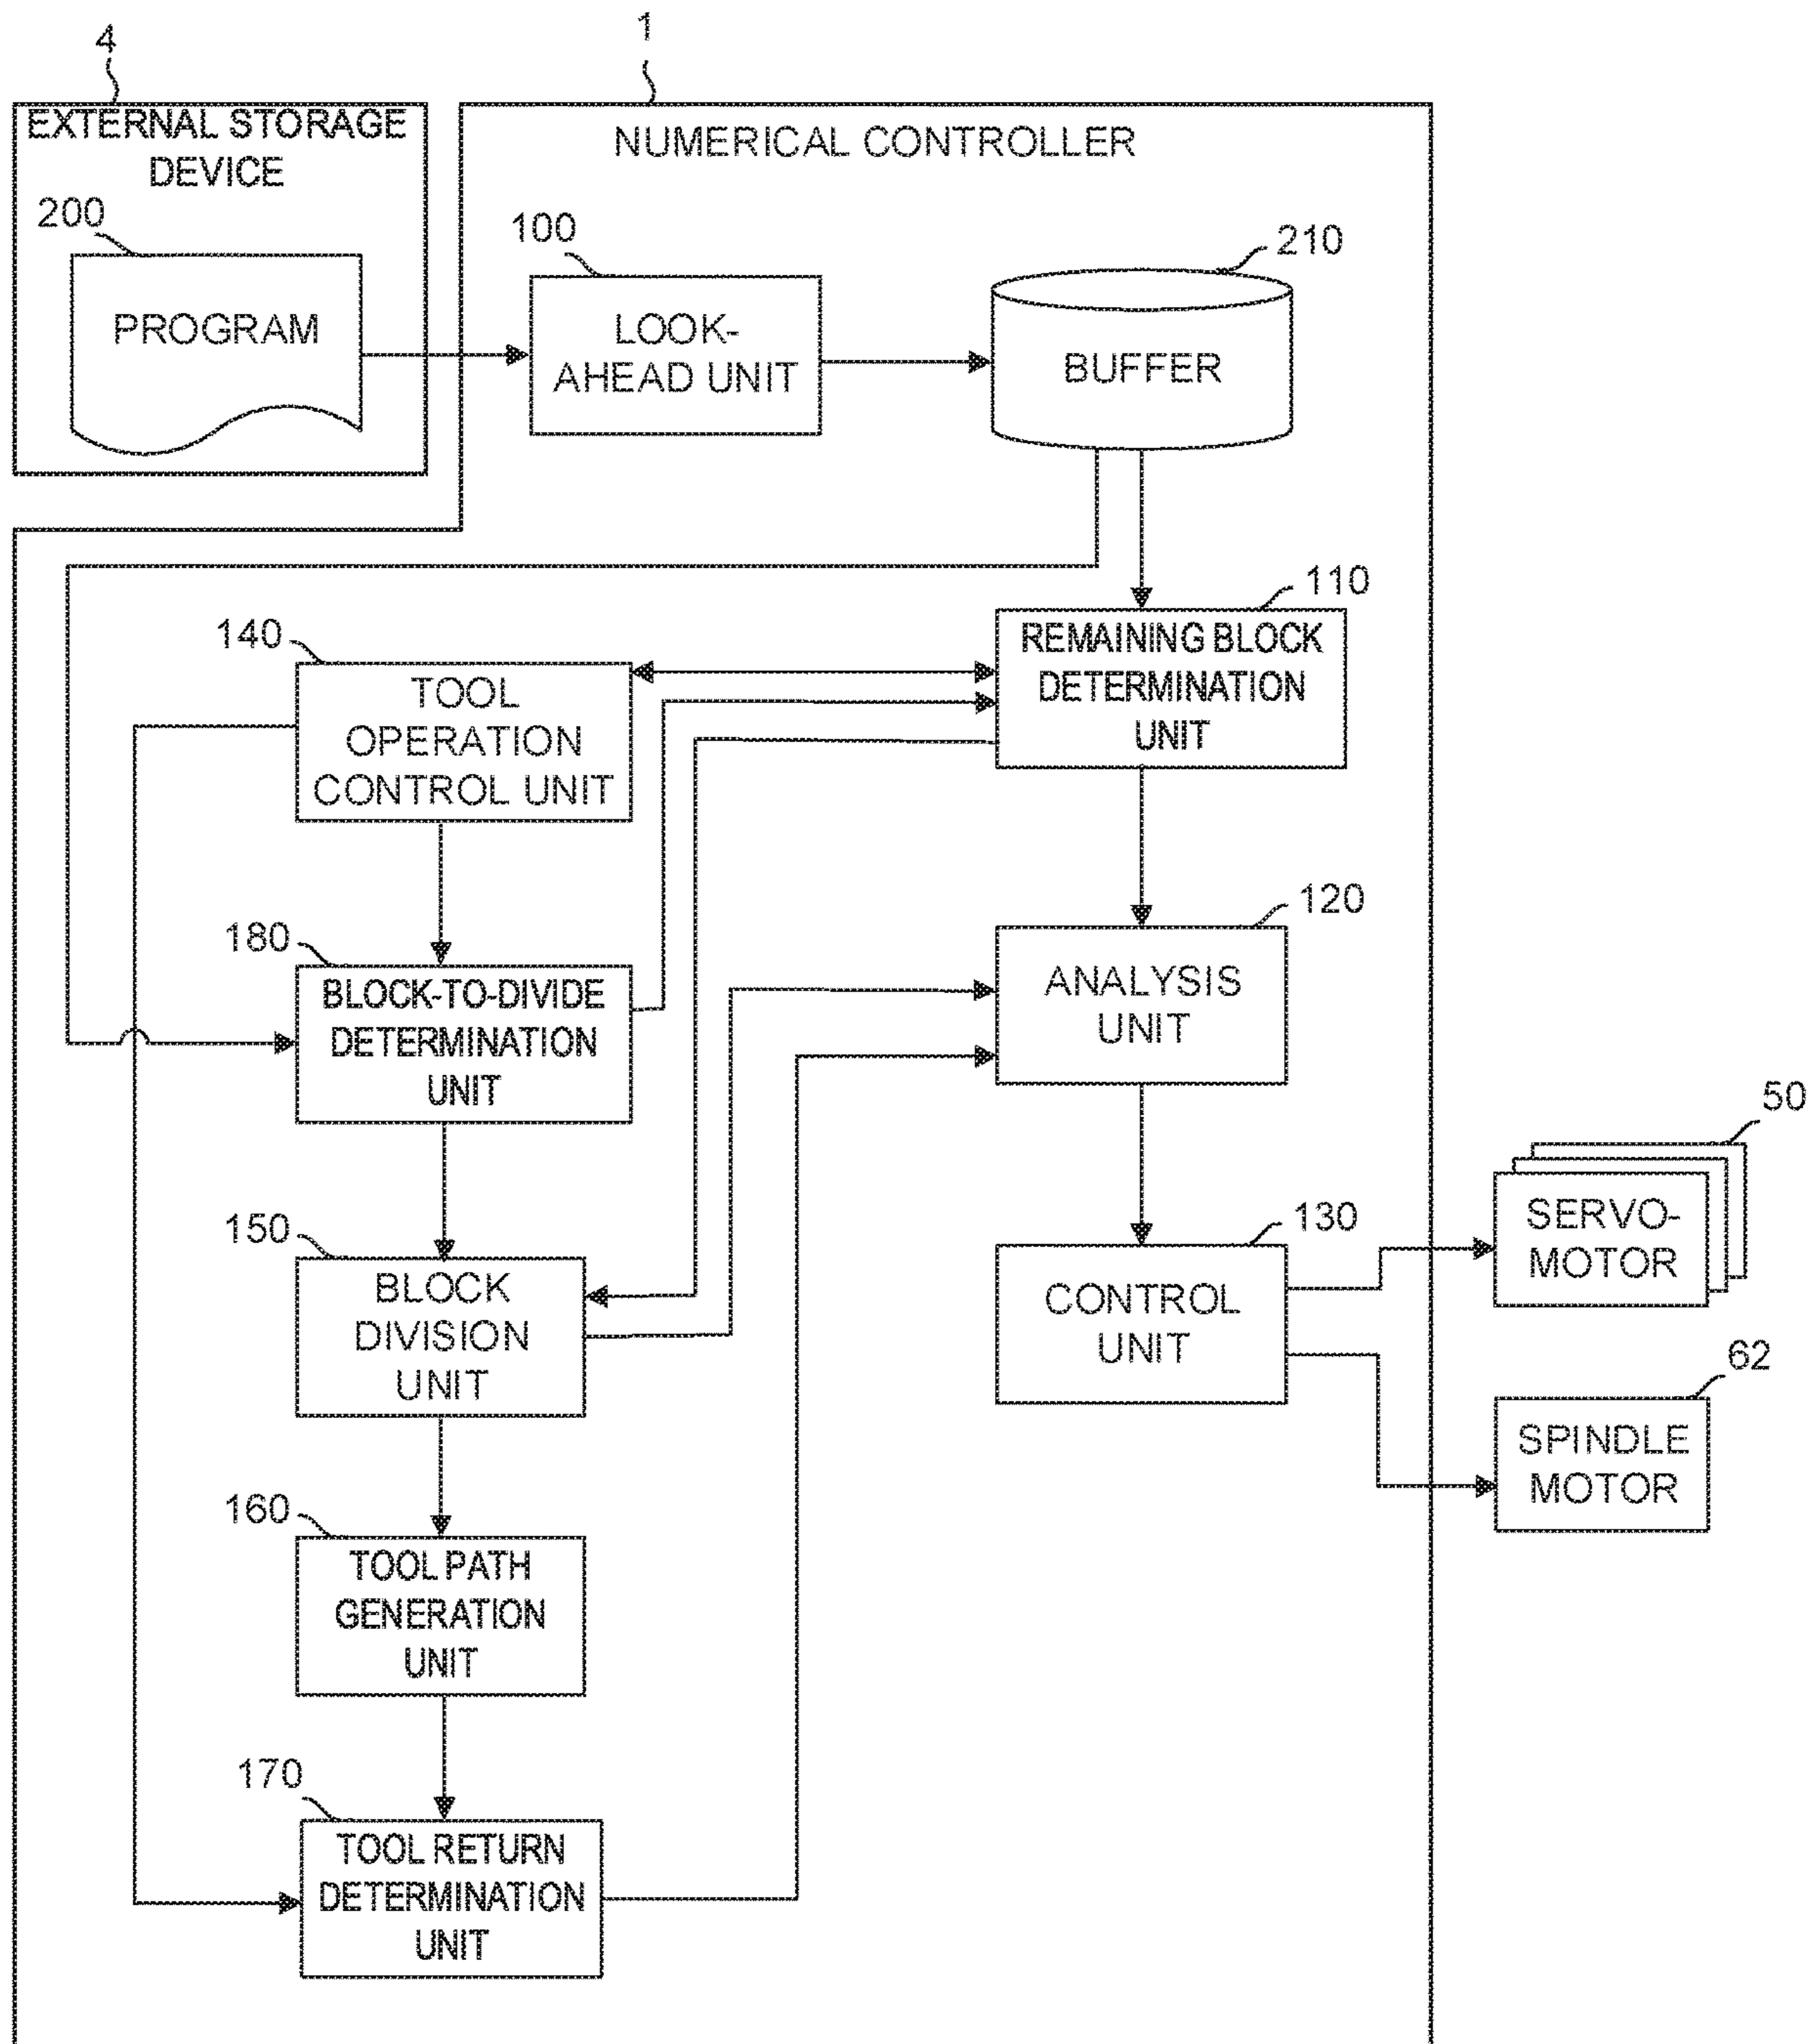 4
1
EXTERNAL STORAGE
DEVICE
NUMERICAL CONTROLLER
200
100
210
PROGRAM
LOOK-
AHEAD UNIT
BUFFER
110
140
REMAINING BLOCK
DETERMINATION
UNIT
TOOL
OPERATION
CONTROL UNIT
120
180
ANALYSIS
UNIT
BLOCK-TO-DIVIDE
DETERMINATION
UNIT
50
SERVO-
MOTOR
130
150
CONTROL
UNIT
BLOCK
DIVISION
UNIT
62
SPINDLE
MOTOR
160
TOOL PATH
GENERATION
UNIT
170
TOOL RETURN
DETERMINATION
UNIT